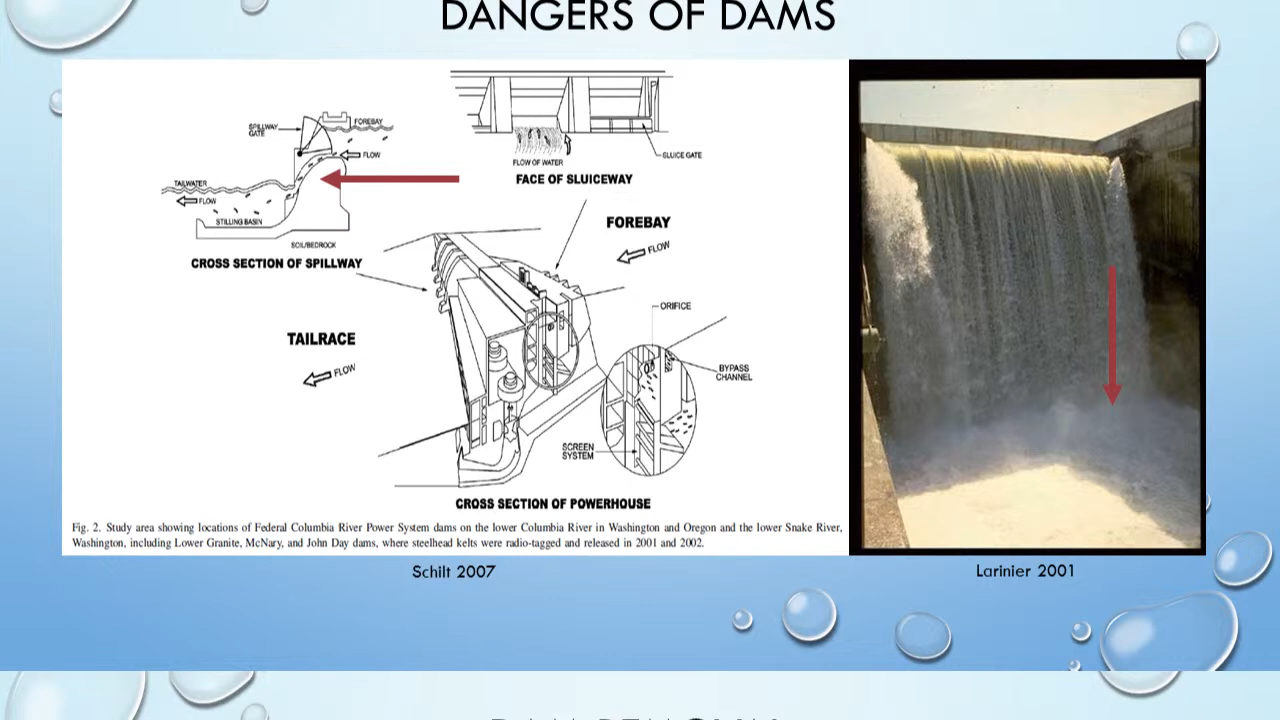 DANGERS OF DAMS
SPILLWAY
GATE
FOREBAY
FLOW
TAILWATER
FLOW
STILLING BASIN
SOIL/BEDROCK
CROSS SECTION OF SPILLWAY
FLOW OF WATER
SLUICE GATE
FACE OF SLUICEWAY
FOREBAY
FLOW
TAILRACE
FLOW
ORIFICE
BYPASS
CHANNEL
SCREEN
SYSTEM
CROSS SECTION OF POWERHOUSE
Fig. 2. Study area showing locations of Federal Columbia River Power System dams on the lower Columbia River in Washington and Oregon and the lower Snake River,
Washington, including Lower Granite, McNary, and John Day dams, where steelhead kelts were radio-tagged and released in 2001 and 2002.
Schilt 2007
Larinier 2001